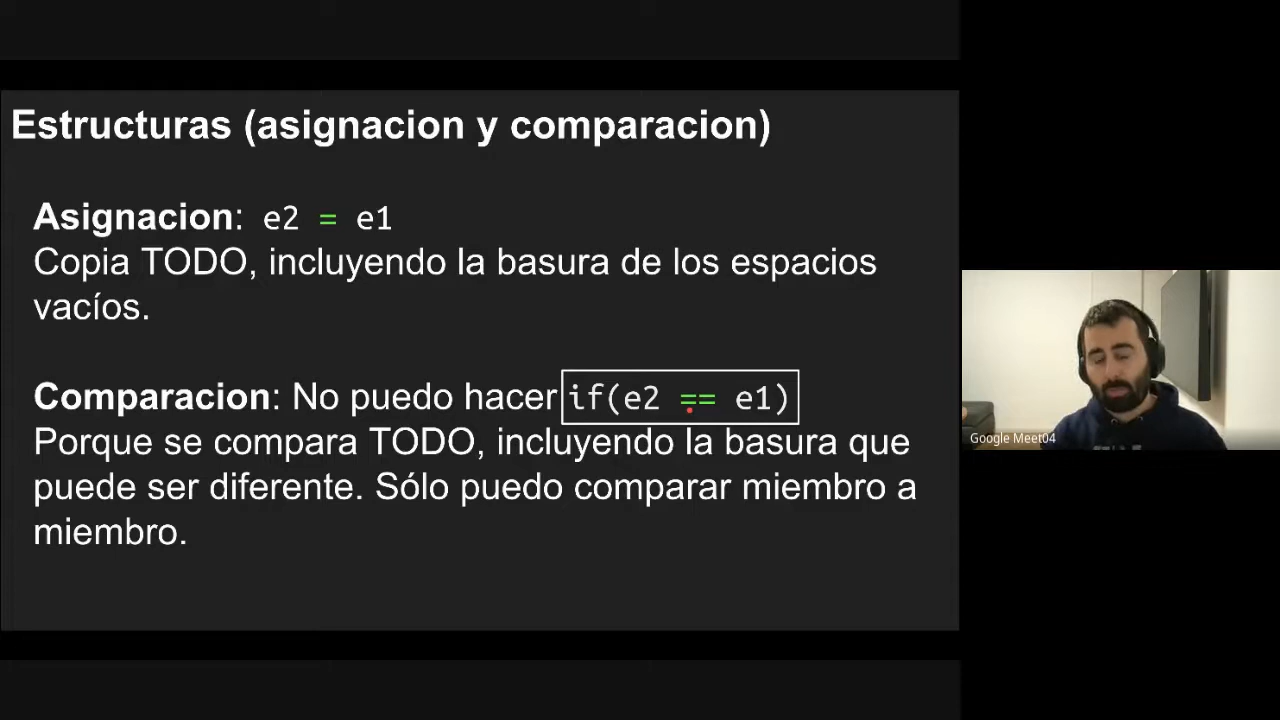 Estructuras (asignacion y comparacion)
Asignacion: e2 = e1
Copia TODO, incluyendo la basura de los espacios
vacíos.
Comparacion: No puedo hacer if(e2 == e1)
Porque se compara TODO, incluyendo la basura que
puede ser diferente. Sólo puedo comparar miembro a
miembro.
Google Meet04